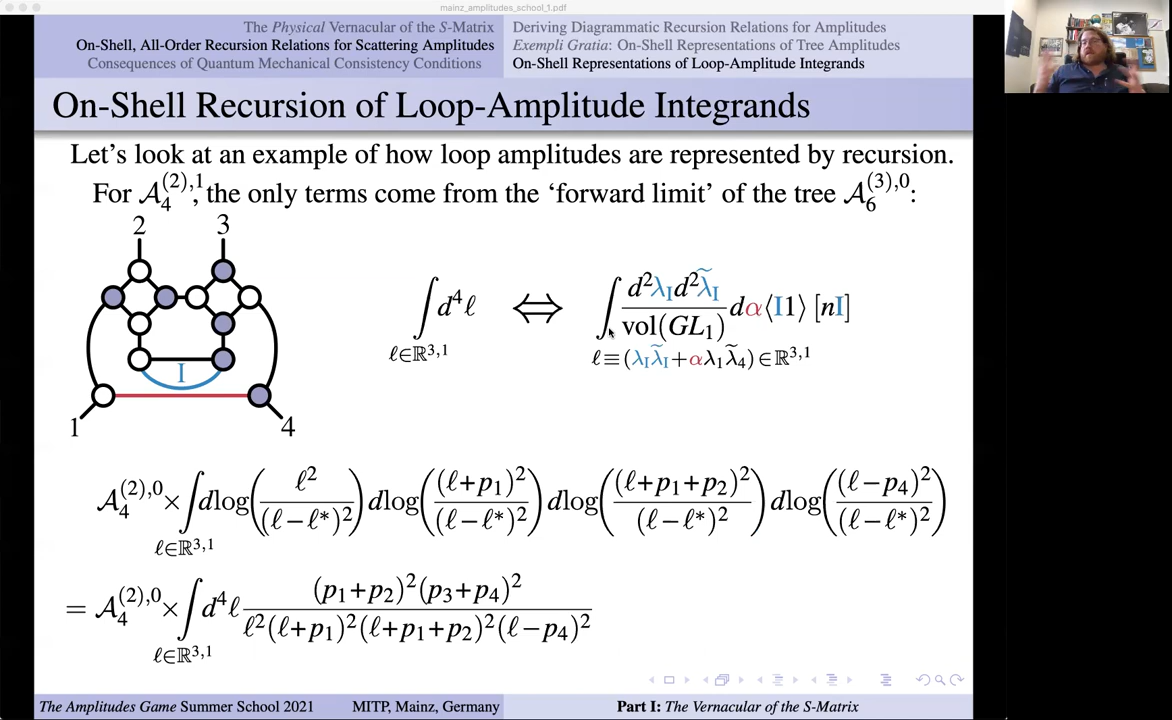 mainz_amplitudes_school_1.pdf
The Physical Vernacular of the S-Matrix
On-Shell, All-Order Recursion Relations for Scattering Amplitudes
Consequences of Quantum Mechanical Consistency Conditions
Deriving Diagrammatic Recursion Relations for Amplitudes
Exempli Gratia: On-Shell Representations of Tree Amplitudes
On-Shell Representations of Loop-Amplitude Integrands
On-Shell Recursion of Loop-Amplitude Integrands
Let's look at an example of how loop amplitudes are represented by recursion.
For 𝒜₄⁽²⁾,¹, the only terms come from the ‘forward limit’ of the tree 𝒜₆⁽³⁾,⁰:
2 3
I
1 4
∫ d⁴ℓ ⇔ ∫ d²λ_I d²λ̃_I / vol(GL₁) dα⟨I1⟩[nI]
ℓ∈ℝ³,¹ ℓ≡(λ_I λ̃_I+αλ₁λ̃₄)∈ℝ³,¹
𝒜₄⁽²⁾,⁰×∫ dlog(ℓ²/(ℓ−ℓ*)²) dlog((ℓ+p₁)²/(ℓ−ℓ*)²) dlog((ℓ+p₁+p₂)²/(ℓ−ℓ*)²) dlog((ℓ−p₄)²/(ℓ−ℓ*)²)
ℓ∈ℝ³,¹
= 𝒜₄⁽²⁾,⁰×∫ d⁴ℓ (p₁+p₂)²(p₃+p₄)² / ℓ²(ℓ+p₁)²(ℓ+p₁+p₂)²(ℓ−p₄)²
ℓ∈ℝ³,¹
The Amplitudes Game Summer School 2021 MITP, Mainz, Germany Part I: The Vernacular of the S-Matrix